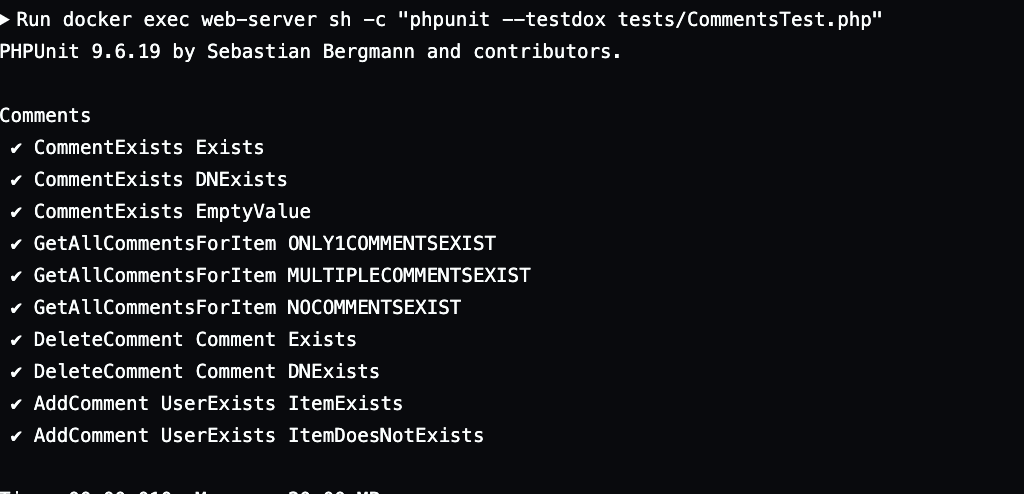 ▶ Run docker exec web-server sh -c "phpunit --testdox tests/CommentsTest.php"
PHPUnit 9.6.19 by Sebastian Bergmann and contributors.
Comments
✔ CommentExists Exists
✔ CommentExists DNExists
✔ CommentExists EmptyValue
✔ GetAllCommentsForItem ONLY1COMMENTSEXIST
✔ GetAllCommentsForItem MULTIPLECOMMENTSEXIST
✔ GetAllCommentsForItem NOCOMMENTSEXIST
✔ DeleteComment Comment Exists
✔ DeleteComment Comment DNExists
✔ AddComment UserExists ItemExists
✔ AddComment UserExists ItemDoesNotExists